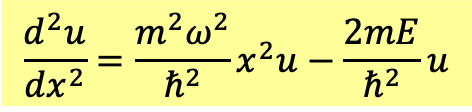 d²u/dx² = m²ω²/ħ² x²u − 2mE/ħ² u